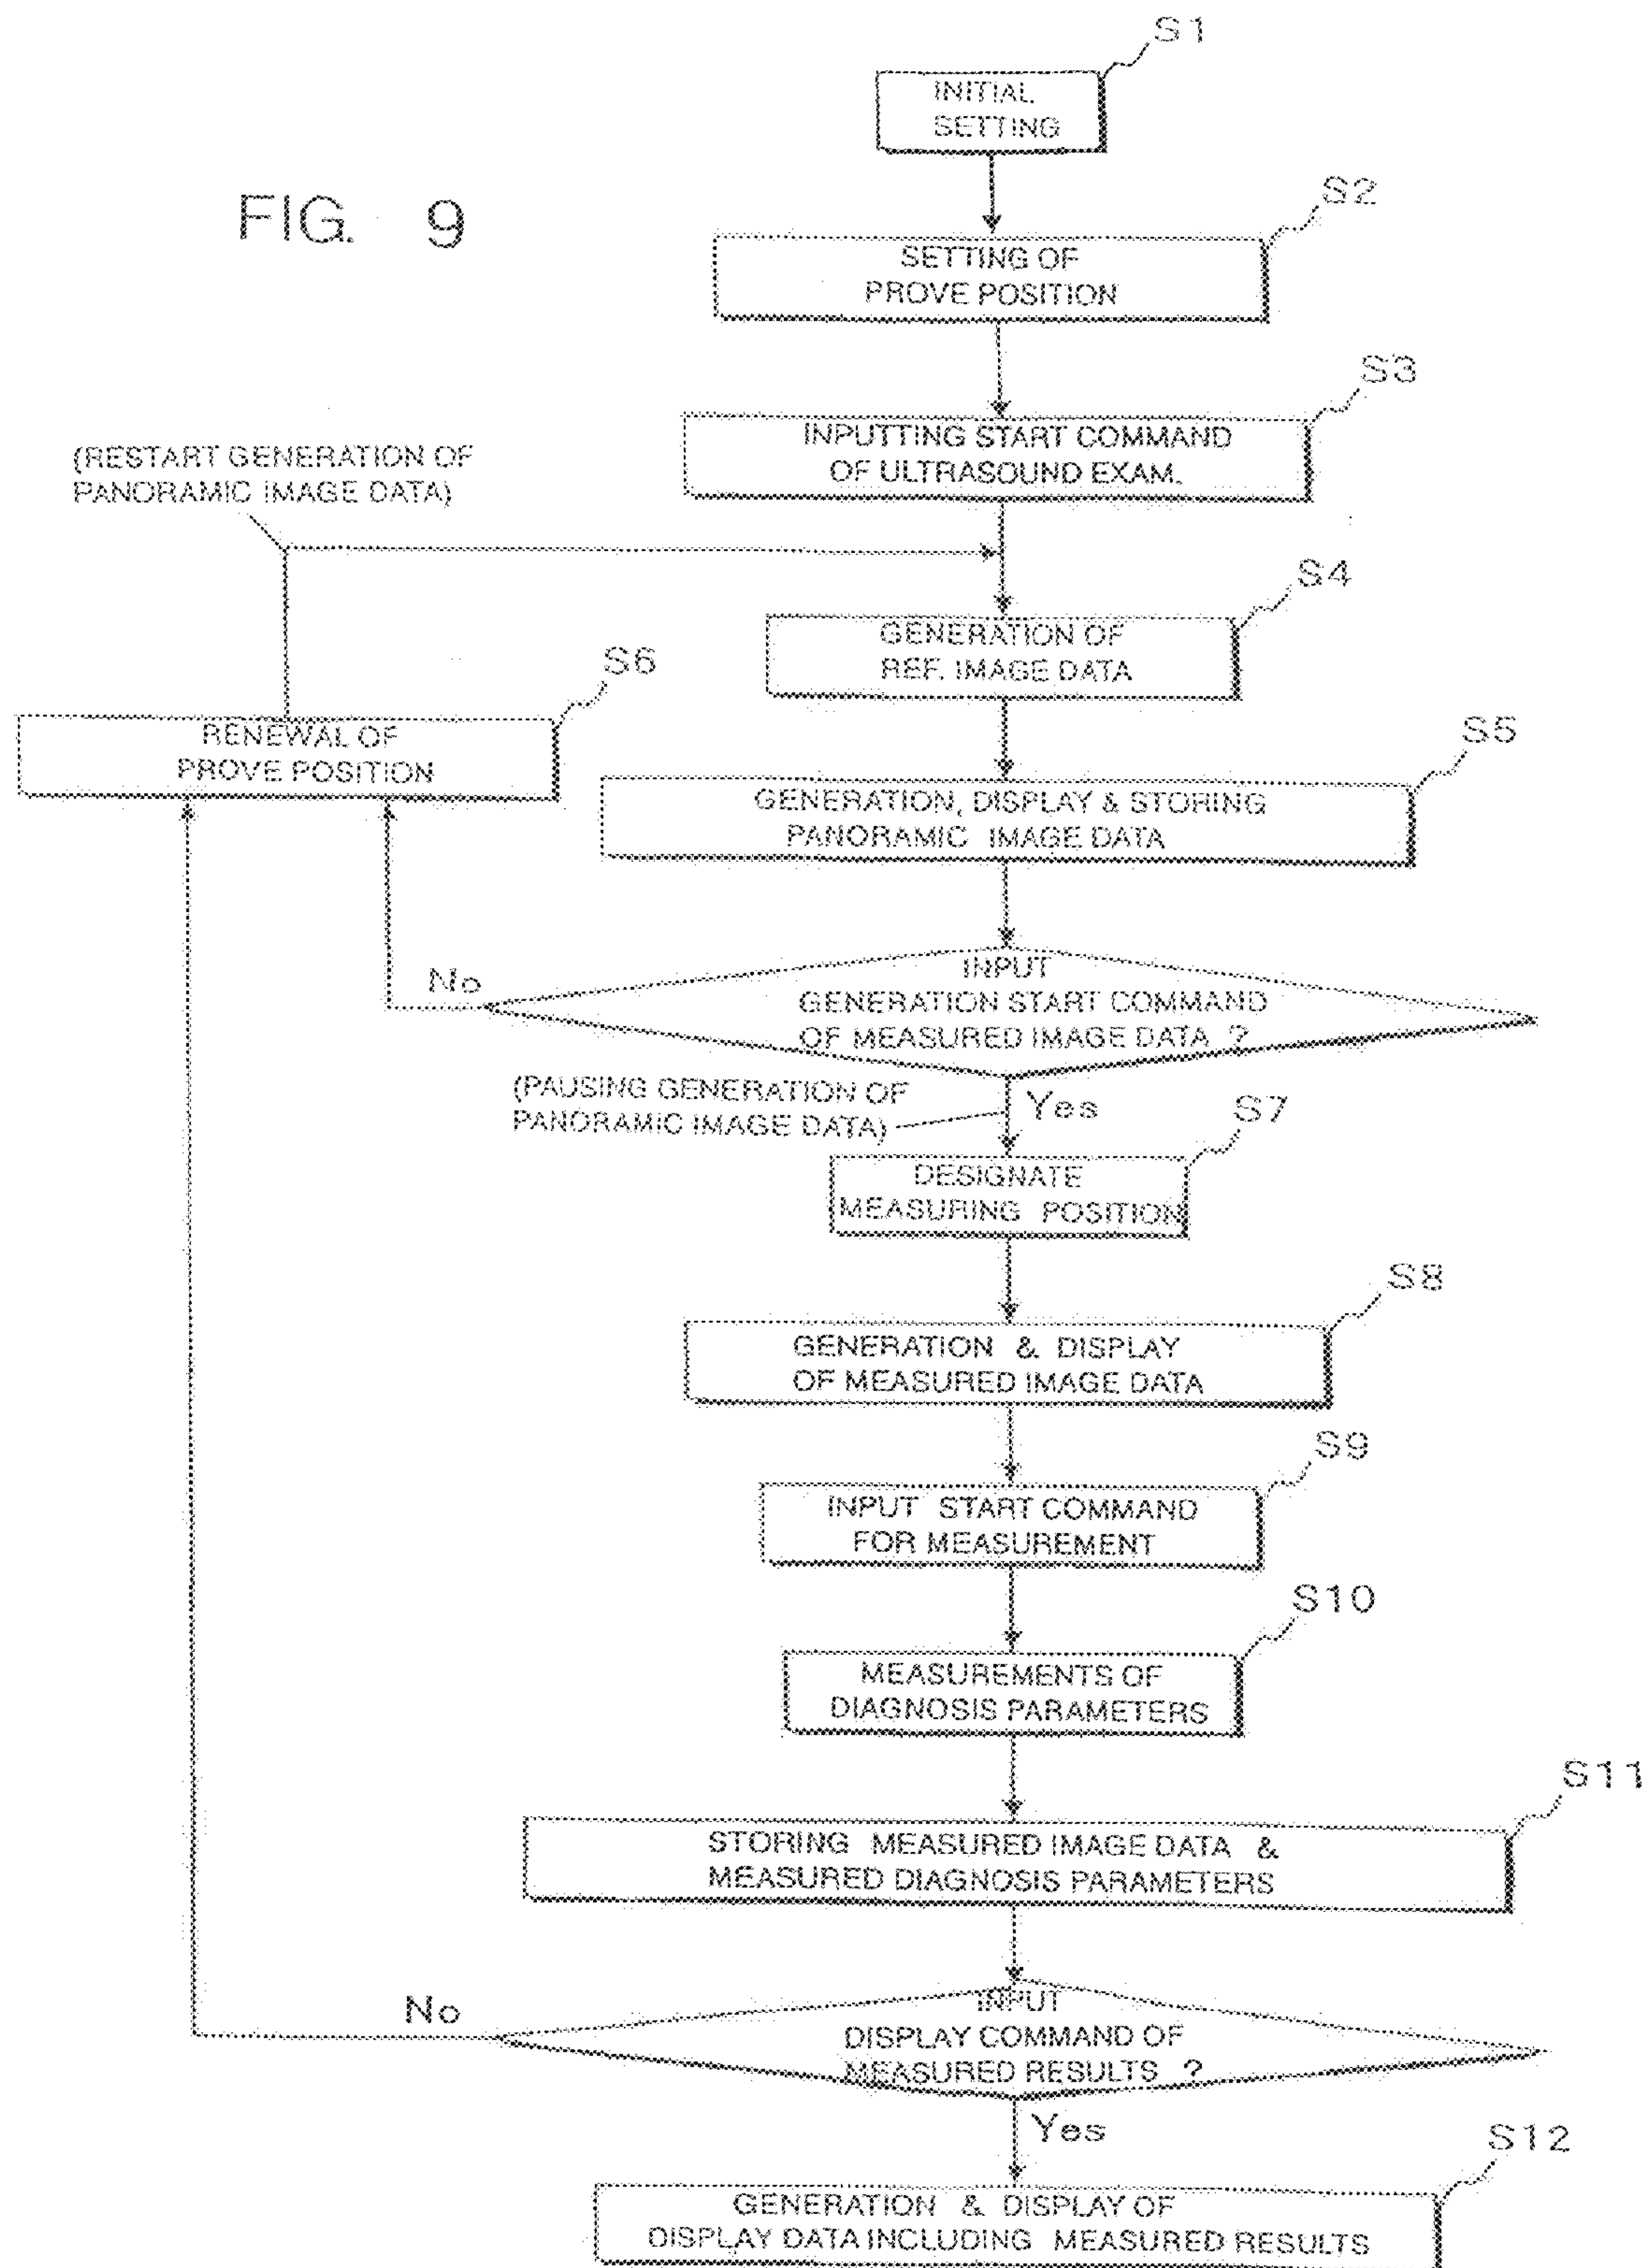 FIG. 9
S1
INITIAL
SETTING
S2
SETTING OF
PROVE POSITION
S3
INPUTTING START COMMAND
OF ULTRASOUND EXAM.
(RESTART GENERATION OF
PANORAMIC IMAGE DATA)
S4
GENERATION OF
REF. IMAGE DATA
S6
RENEWAL OF
PROVE POSITION
S5
GENERATION, DISPLAY & STORING
PANORAMIC IMAGE DATA
No
INPUT
GENERATION START COMMAND
OF MEASURED IMAGE DATA ?
(PAUSING GENERATION OF
PANORAMIC IMAGE DATA)
Yes
S7
DESIGNATE
MEASURING POSITION
S8
GENERATION & DISPLAY
OF MEASURED IMAGE DATA
S9
INPUT START COMMAND
FOR MEASUREMENT
S10
MEASUREMENTS OF
DIAGNOSIS PARAMETERS
S11
STORING MEASURED IMAGE DATA &
MEASURED DIAGNOSIS PARAMETERS
No
INPUT
DISPLAY COMMAND OF
MEASURED RESULTS ?
Yes
S12
GENERATION & DISPLAY OF
DISPLAY DATA INCLUDING MEASURED RESULTS